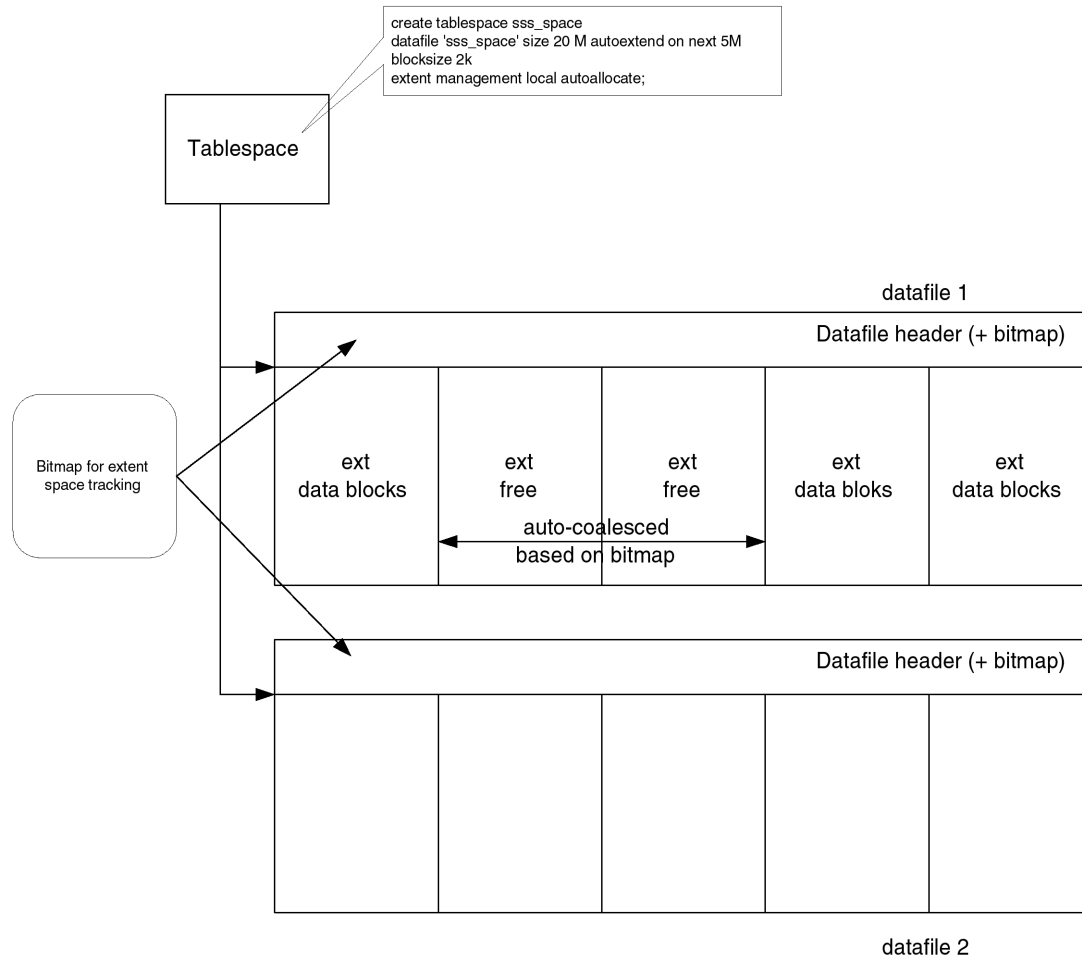 create tablespace sss_space
datafile 'sss_space' size 20 M autoextend on next 5M
blocksize 2k
extent management local autoallocate;
Tablespace
datafile 1
Datafile header (+ bitmap)
Bitmap for extent
space tracking
ext
data blocks
ext
free
ext
free
ext
data bloks
ext
data blocks
auto-coalesced
based on bitmap
Datafile header (+ bitmap)
datafile 2